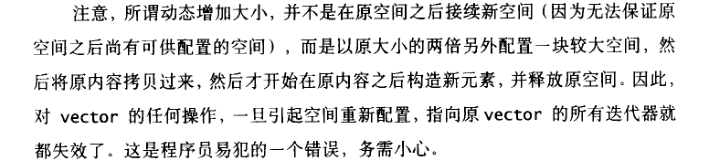 注意，所谓动态增加大小，并不是在原空间之后接续新空间（因为无法保证原
空间之后尚有可供配置的空间），而是以原大小的两倍另外配置一块较大空间，然
后将原内容拷贝过来，然后才开始在原内容之后构造新元素，并释放原空间。因此，
对 vector 的任何操作，一旦引起空间重新配置，指向原 vector 的所有迭代器就
都失效了。这是程序员易犯的一个错误，务需小心。